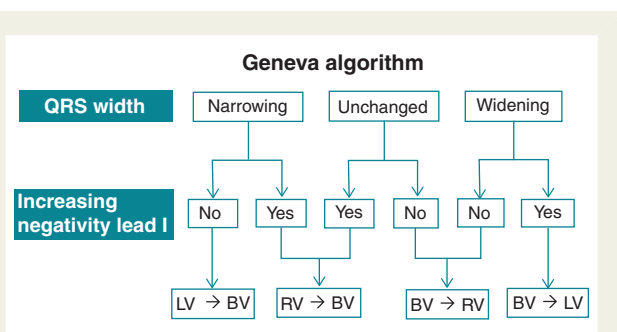 Geneva algorithm
QRS width
Narrowing
Unchanged
Widening
Increasing
negativity lead I
No
Yes
Yes
No
No
Yes
LV → BV
RV → BV
BV → RV
BV → LV